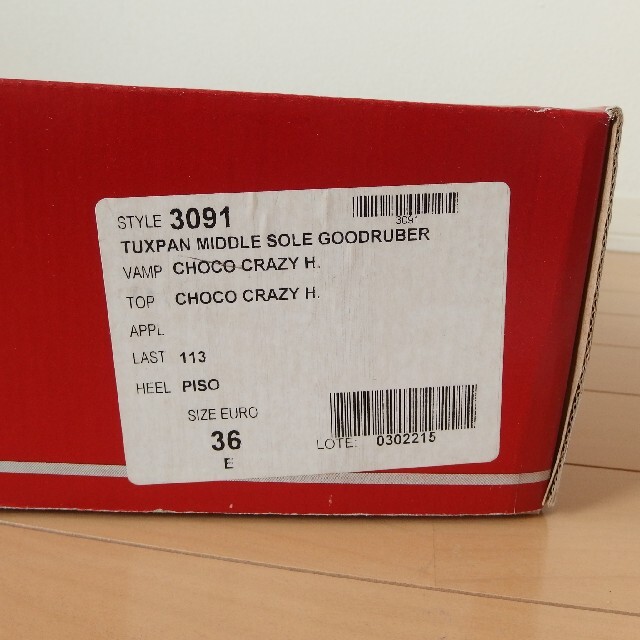 STYLE 3091
3091
TUXPAN MIDDLE SOLE GOODRUBER
VAMP CHOCO CRAZY H.
TOP CHOCO CRAZY H.
APPL
LAST 113
HEEL PISO
SIZE EURO
36
E
LOTE: 0302215